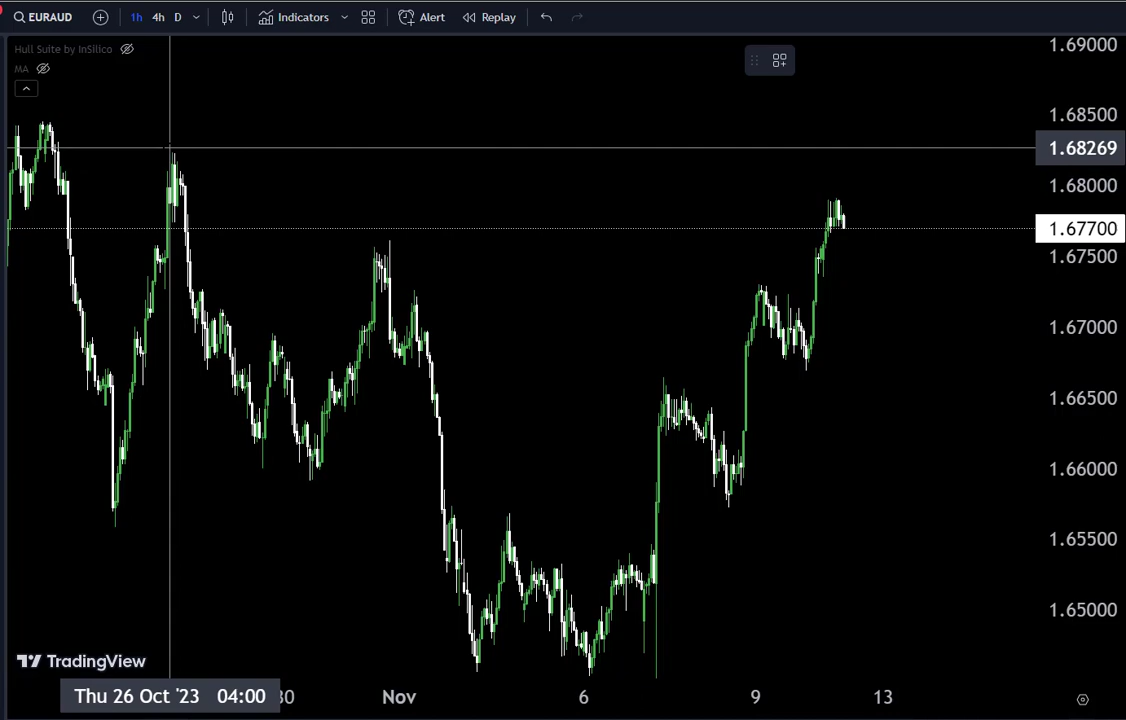 EURAUD 1h 4h D Indicators Alert Replay
Hull Suite by InSilico
MA
1.69000
1.68500
1.68269
1.68000
1.67700
1.67500
1.67000
1.66500
1.66000
1.65500
1.65000
TradingView
Thu 26 Oct '23 04:00 30 Nov 6 9 13